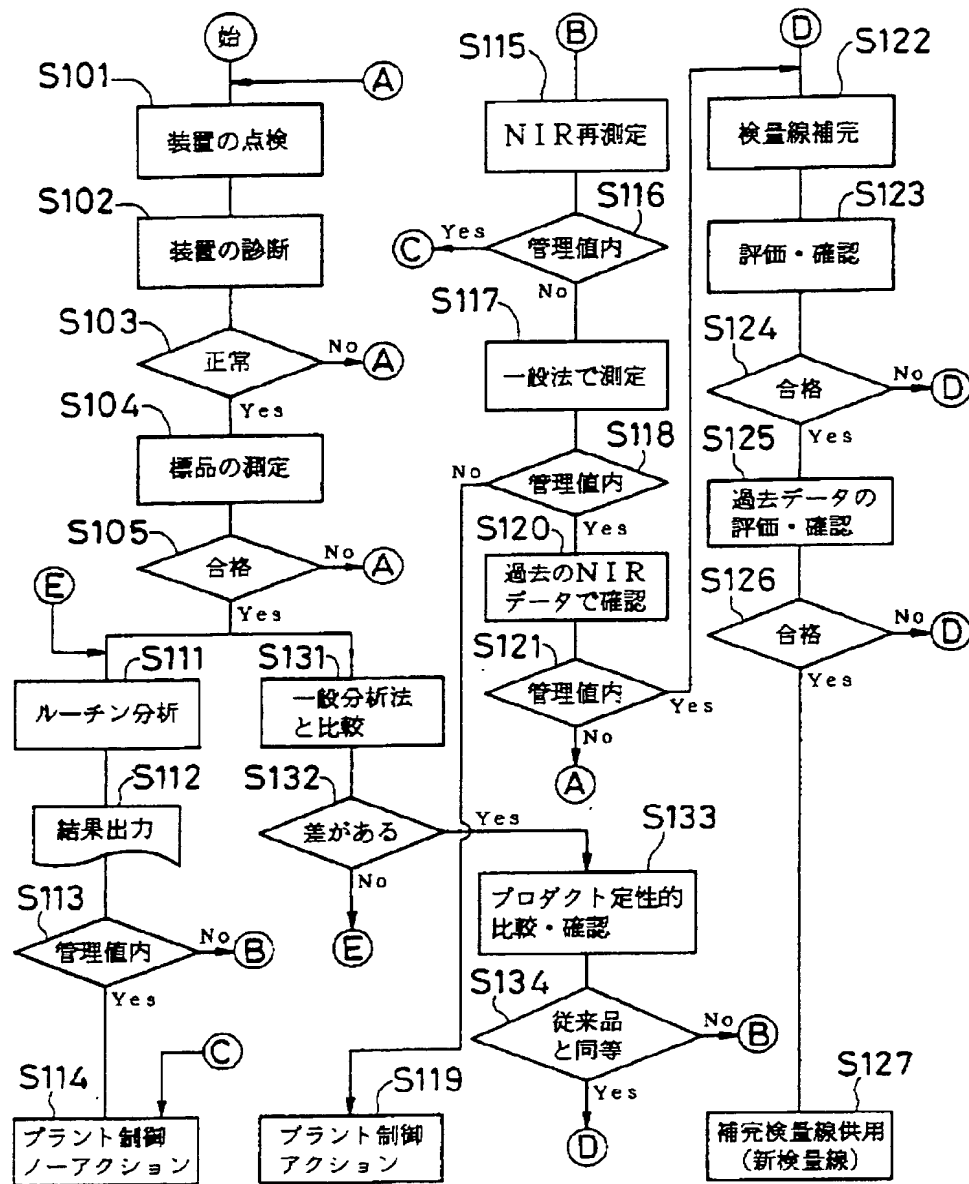 始
A
S101
装置の点検
S102
装置の診断
S103
正常
No
A
Yes
S104
標品の測定
S105
合格
No
A
Yes
E
S111
ルーチン分析
S112
結果出力
S113
管理値内
No
B
Yes
C
S114
プラント制御
ノーアクション
S131
一般分析法
と比較
S132
差がある
Yes
No
E
B
S115
NIR再測定
S116
管理値内
Yes
C
No
S117
一般法で測定
S118
管理値内
No
Yes
S120
過去のNIR
データで確認
S121
管理値内
Yes
No
A
S133
プロダクト定性的
比較・確認
S134
従来品
と同等
No
B
Yes
D
S119
プラント制御
アクション
D
S122
検量線補完
S123
評価・確認
S124
合格
No
D
Yes
S125
過去データの
評価・確認
S126
合格
No
D
Yes
S127
補完検量線供用
(新検量線)